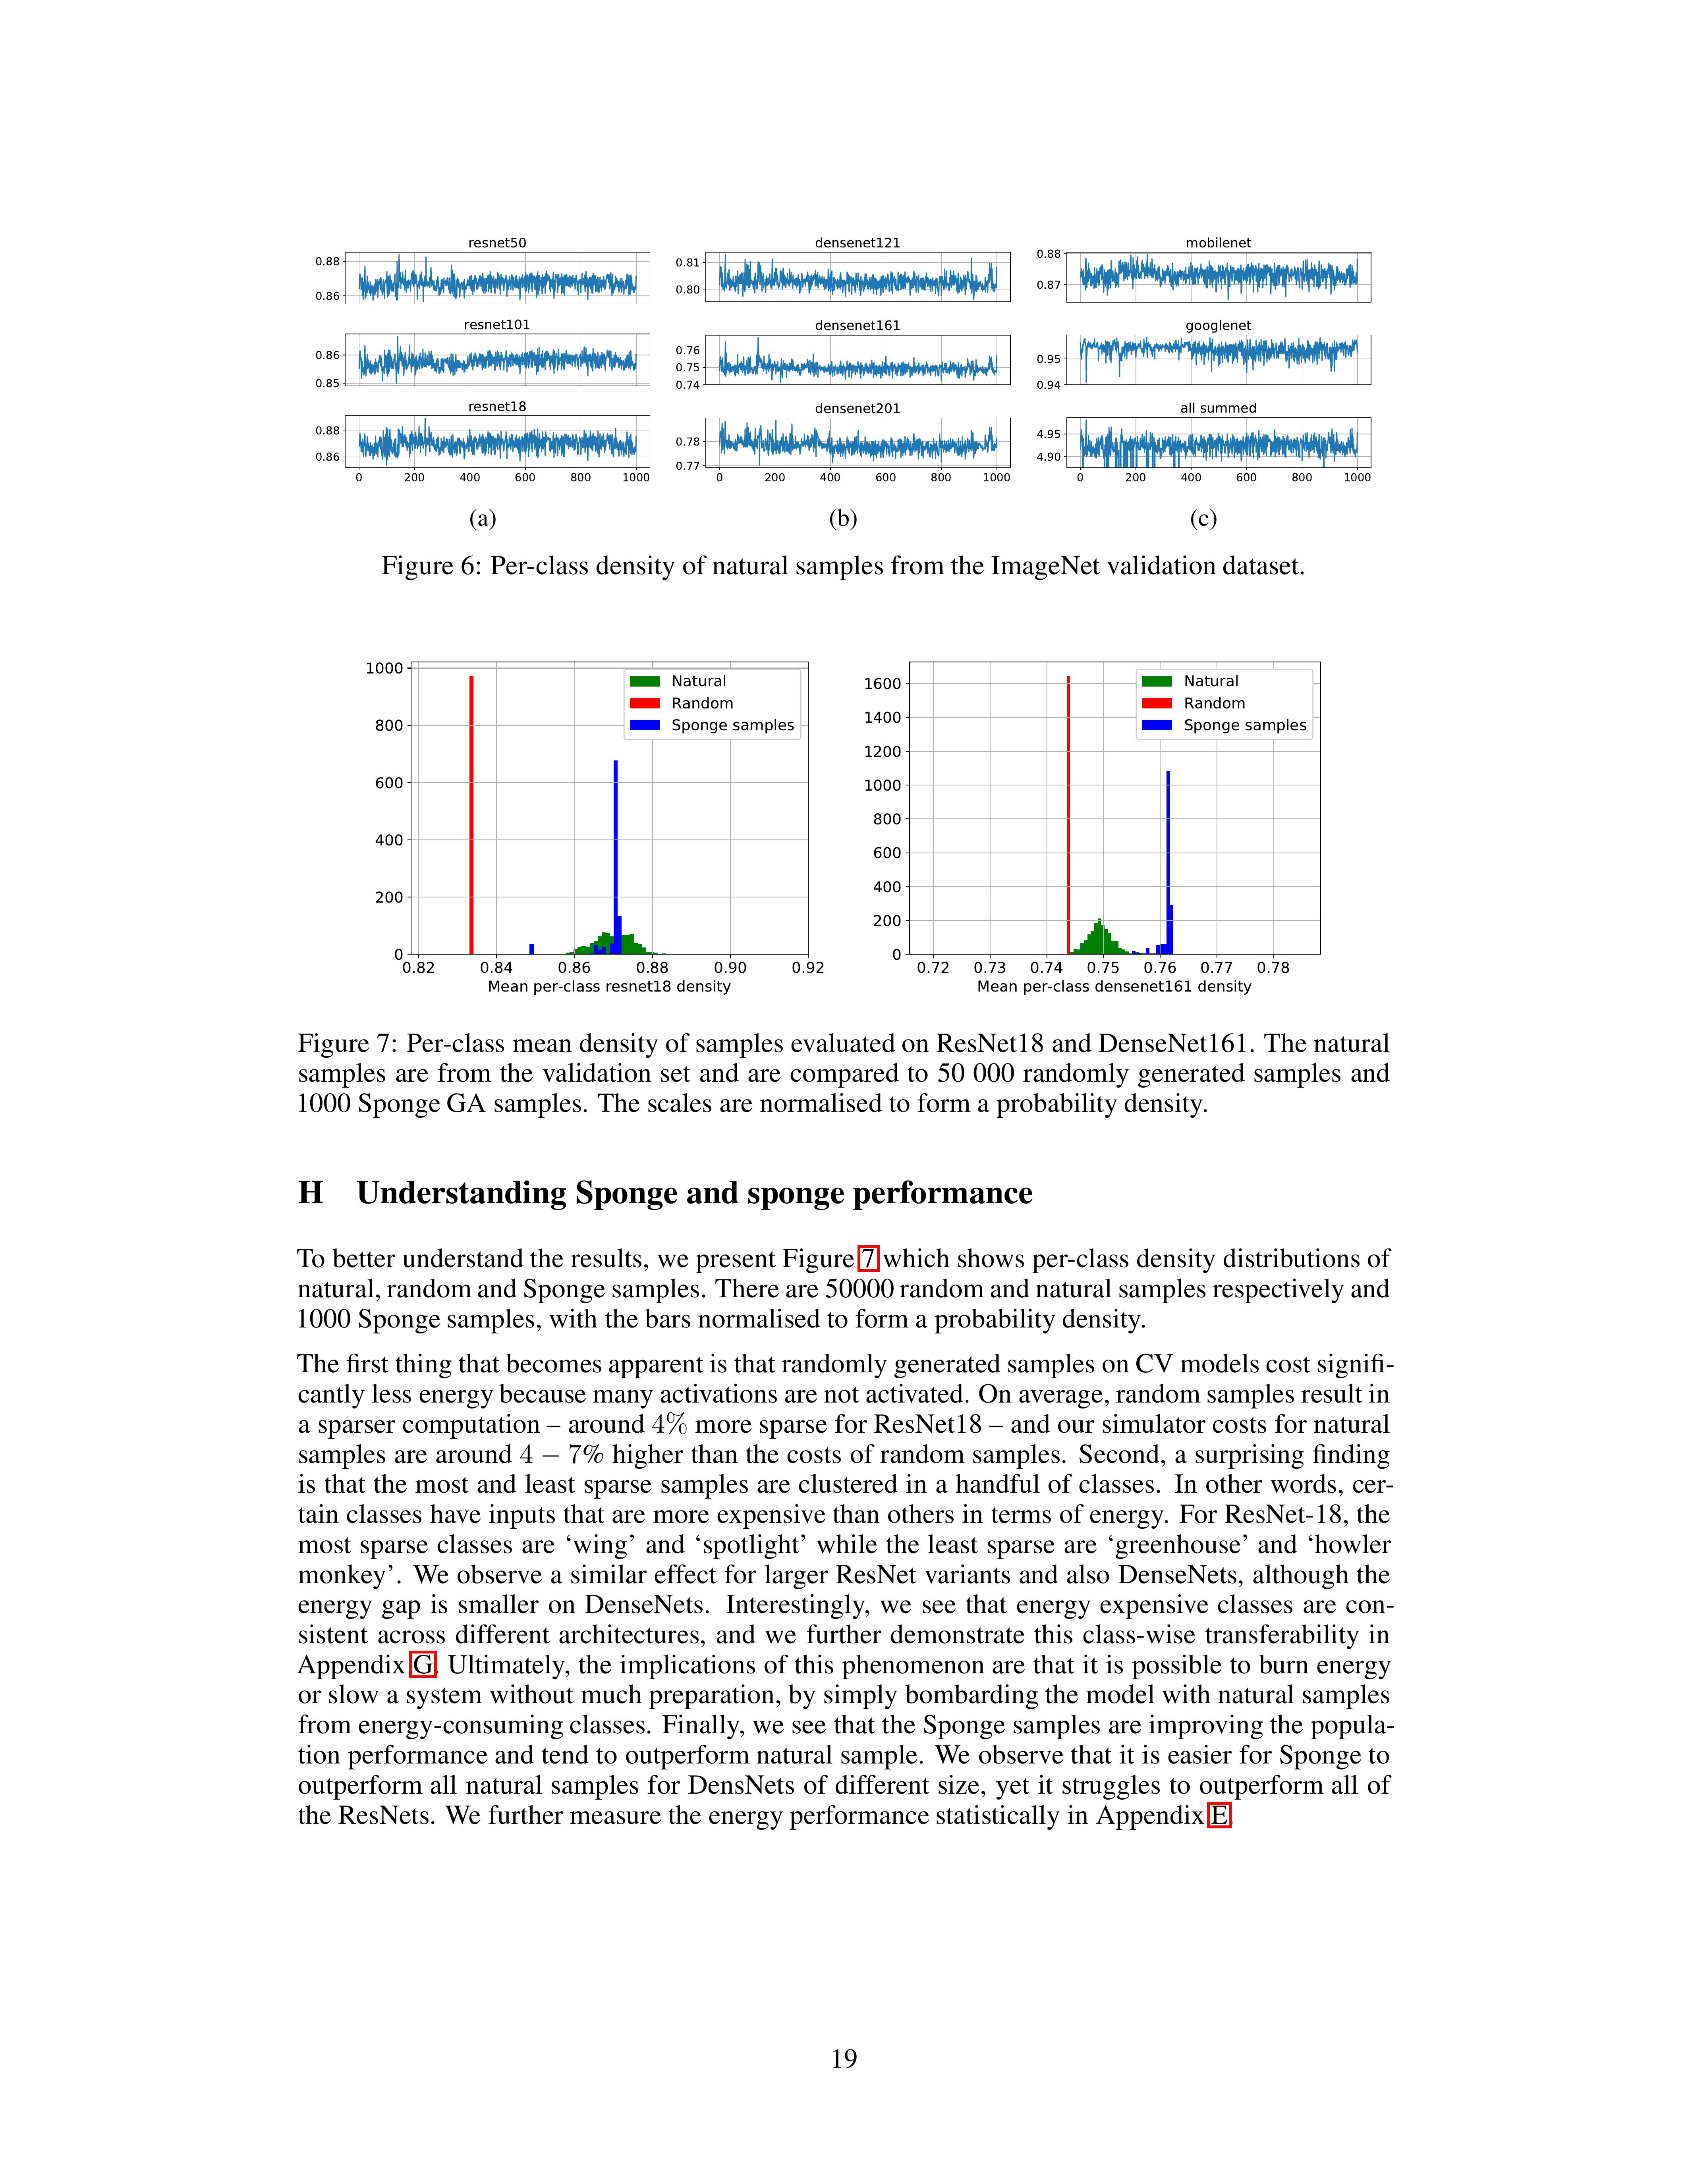 resnet50
0.88
0.86
resnet101
0.86
0.85
resnet18
0.88
0.86
0 200 400 600 800 1000
(a)
densenet121
0.81
0.80
densenet161
0.76
0.75
0.74
densenet201
0.78
0.77
0 200 400 600 800 1000
(b)
mobilenet
0.88
0.87
googlenet
0.95
0.94
all summed
4.95
4.90
0 200 400 600 800 1000
(c)
Figure 6: Per-class density of natural samples from the ImageNet validation dataset.
1000
800
600
400
200
0
Natural
Random
Sponge samples
0.82 0.84 0.86 0.88 0.90 0.92
Mean per-class resnet18 density
1600
1400
1200
1000
800
600
400
200
0
Natural
Random
Sponge samples
0.72 0.73 0.74 0.75 0.76 0.77 0.78
Mean per-class densenet161 density
Figure 7: Per-class mean density of samples evaluated on ResNet18 and DenseNet161. The natural
samples are from the validation set and are compared to 50 000 randomly generated samples and
1000 Sponge GA samples. The scales are normalised to form a probability density.
H Understanding Sponge and sponge performance
To better understand the results, we present Figure 7 which shows per-class density distributions of
natural, random and Sponge samples. There are 50000 random and natural samples respectively and
1000 Sponge samples, with the bars normalised to form a probability density.
The first thing that becomes apparent is that randomly generated samples on CV models cost signifi-
cantly less energy because many activations are not activated. On average, random samples result in
a sparser computation – around 4% more sparse for ResNet18 – and our simulator costs for natural
samples are around 4 − 7% higher than the costs of random samples. Second, a surprising finding
is that the most and least sparse samples are clustered in a handful of classes. In other words, cer-
tain classes have inputs that are more expensive than others in terms of energy. For ResNet-18, the
most sparse classes are ‘wing’ and ‘spotlight’ while the least sparse are ‘greenhouse’ and ‘howler
monkey’. We observe a similar effect for larger ResNet variants and also DenseNets, although the
energy gap is smaller on DenseNets. Interestingly, we see that energy expensive classes are con-
sistent across different architectures, and we further demonstrate this class-wise transferability in
Appendix G. Ultimately, the implications of this phenomenon are that it is possible to burn energy
or slow a system without much preparation, by simply bombarding the model with natural samples
from energy-consuming classes. Finally, we see that the Sponge samples are improving the popula-
tion performance and tend to outperform natural sample. We observe that it is easier for Sponge to
outperform all natural samples for DensNets of different size, yet it struggles to outperform all of
the ResNets. We further measure the energy performance statistically in Appendix E.
19